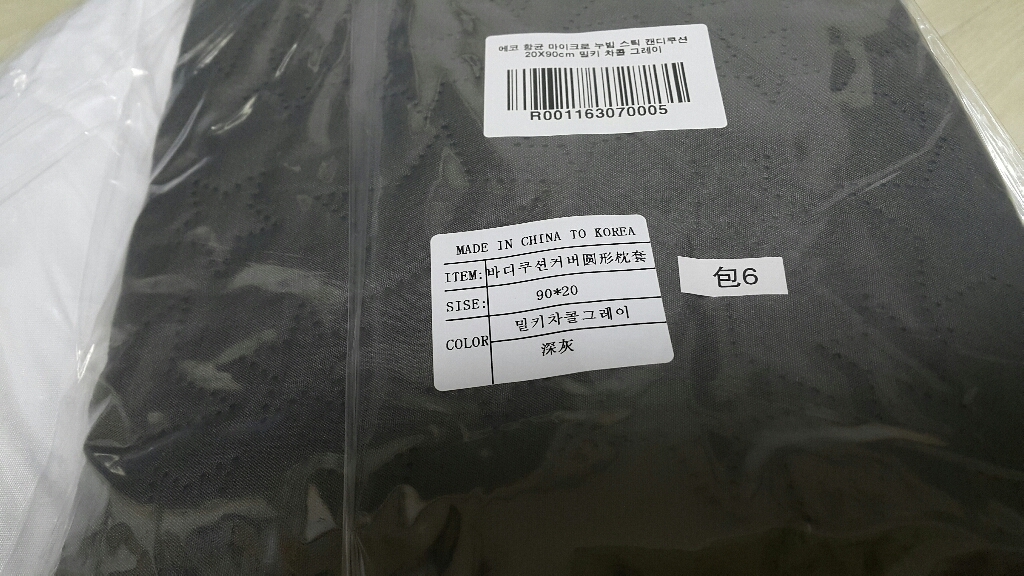 에코 항균 마이크로 누빔 스틱 캔디쿠션
20X90cm 밀키 차콜 그레이
R001163070005
MADE IN CHINA TO KOREA
ITEM: 바디쿠션커버圆形枕套
SISE: 90*20
COLOR 밀키차콜그레이
深灰
包6